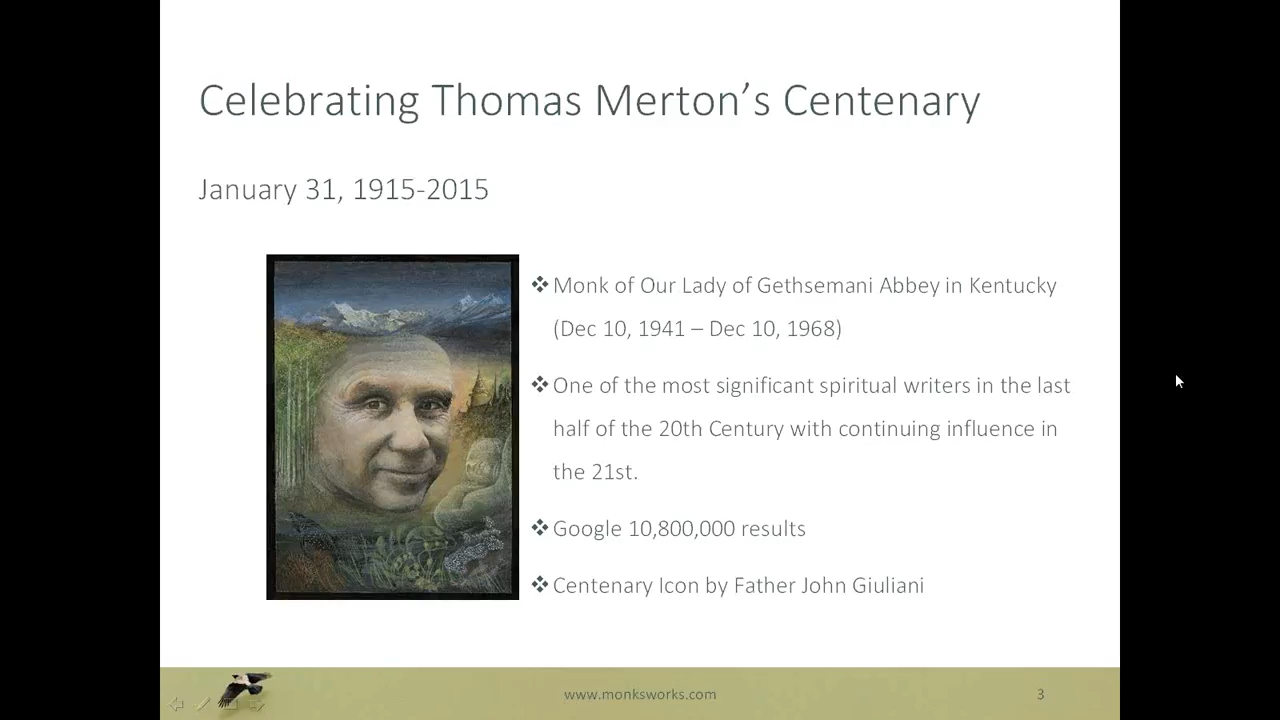 Celebrating Thomas Merton’s Centenary
January 31, 1915-2015
❖ Monk of Our Lady of Gethsemani Abbey in Kentucky
(Dec 10, 1941 – Dec 10, 1968)
❖ One of the most significant spiritual writers in the last
half of the 20th Century with continuing influence in
the 21st.
❖ Google 10,800,000 results
❖ Centenary Icon by Father John Giuliani
www.monksworks.com
3